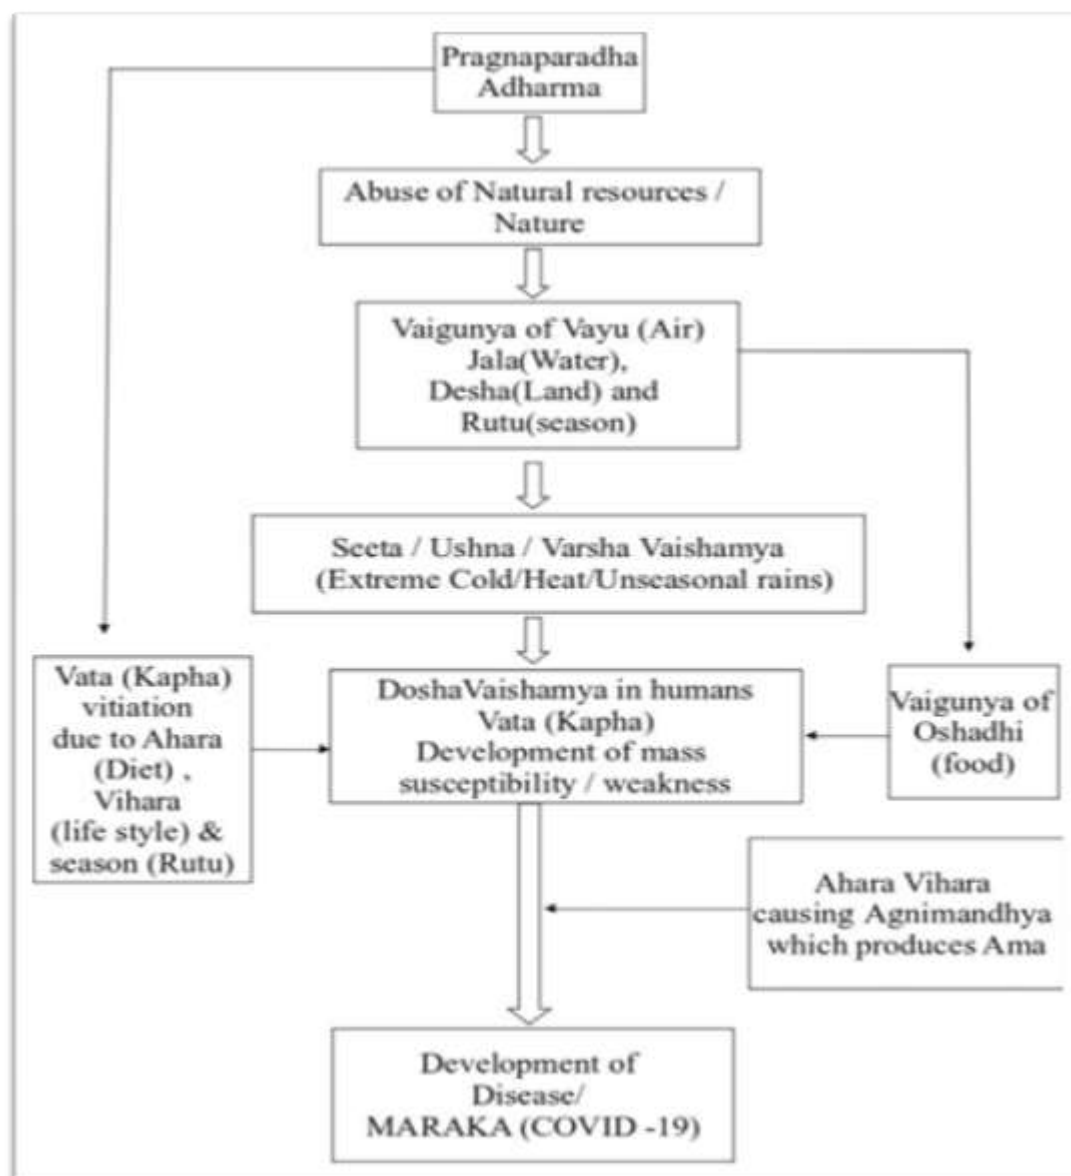 Pragnaparadha
Adharma
Abuse of Natural resources /
Nature
Vaigunya of Vayu (Air)
Jala(Water),
Desha(Land) and
Rutu(season)
Seeta / Ushna / Varsha Vaishamya
(Extreme Cold/Heat/Unseasonal rains)
Vata (Kapha)
vitiation
due to Ahara
(Diet) ,
Vihara
(life style) &
season (Rutu)
DoshaVaishamya in humans
Vata (Kapha)
Development of mass
susceptibility / weakness
Vaigunya of
Oshadhi
(food)
Ahara Vihara
causing Agnimandhya
which produces Ama
Development of
Disease/
MARAKA (COVID -19)